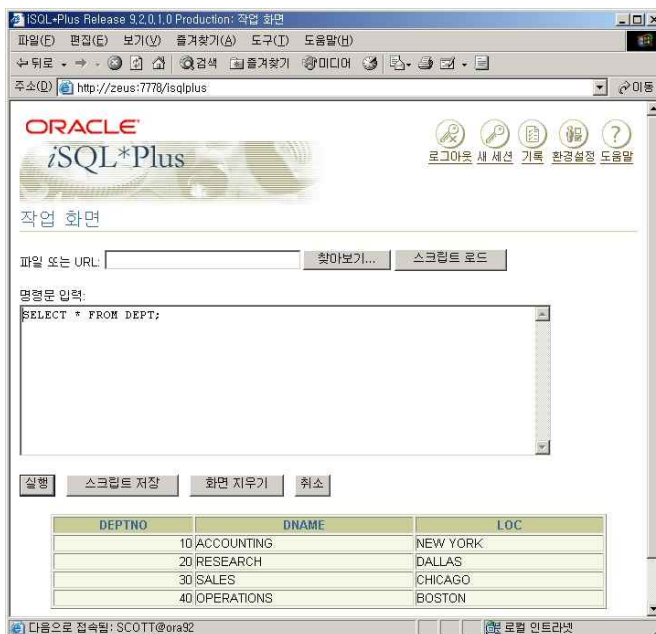 iSQL*Plus Release 9.2.0.1.0 Production: 작업 화면
파일(F) 편집(E) 보기(V) 즐겨찾기(A) 도구(T) 도움말(H)
뒤로 검색 즐겨찾기 미디어
주소(D) http://zeus:7778/isqlplus 이동
ORACLE
iSQL*Plus
로그아웃 새 세션 기록 환경설정 도움말
작업 화면
파일 또는 URL: 찾아보기... 스크립트 로드
명령문 입력:
SELECT * FROM DEPT;
실행 스크립트 저장 화면 지우기 취소
DEPTNO DNAME LOC
10 ACCOUNTING NEW YORK
20 RESEARCH DALLAS
30 SALES CHICAGO
40 OPERATIONS BOSTON
다음으로 접속됨: SCOTT@ora92 로컬 인트라넷